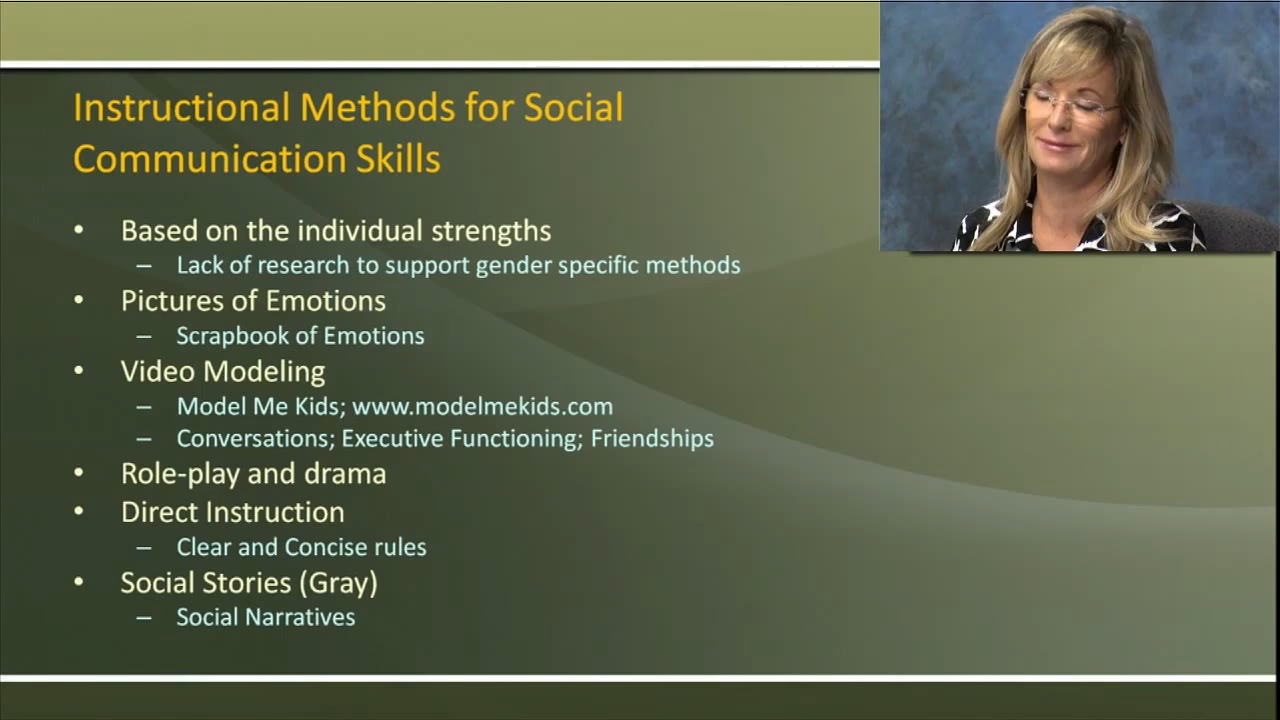 Instructional Methods for Social
Communication Skills
• Based on the individual strengths
– Lack of research to support gender specific methods
• Pictures of Emotions
– Scrapbook of Emotions
• Video Modeling
– Model Me Kids; www.modelmekids.com
– Conversations; Executive Functioning; Friendships
• Role-play and drama
• Direct Instruction
– Clear and Concise rules
• Social Stories (Gray)
– Social Narratives